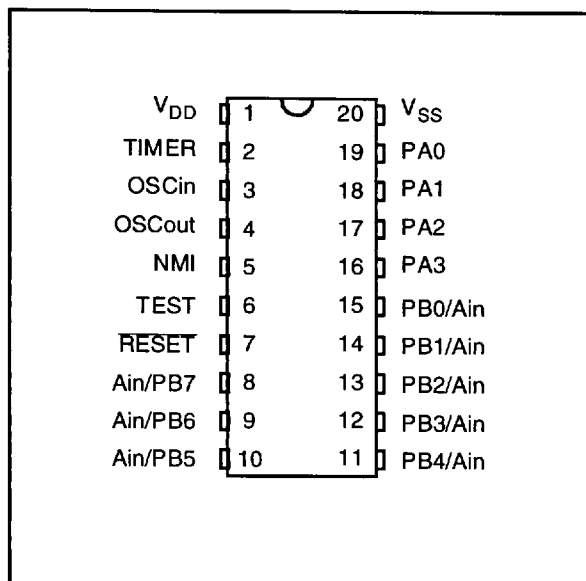 VDD 1 20 VSS
TIMER 2 19 PA0
OSCin 3 18 PA1
OSCout 4 17 PA2
NMI 5 16 PA3
TEST 6 15 PB0/Ain
RESET 7 14 PB1/Ain
Ain/PB7 8 13 PB2/Ain
Ain/PB6 9 12 PB3/Ain
Ain/PB5 10 11 PB4/Ain